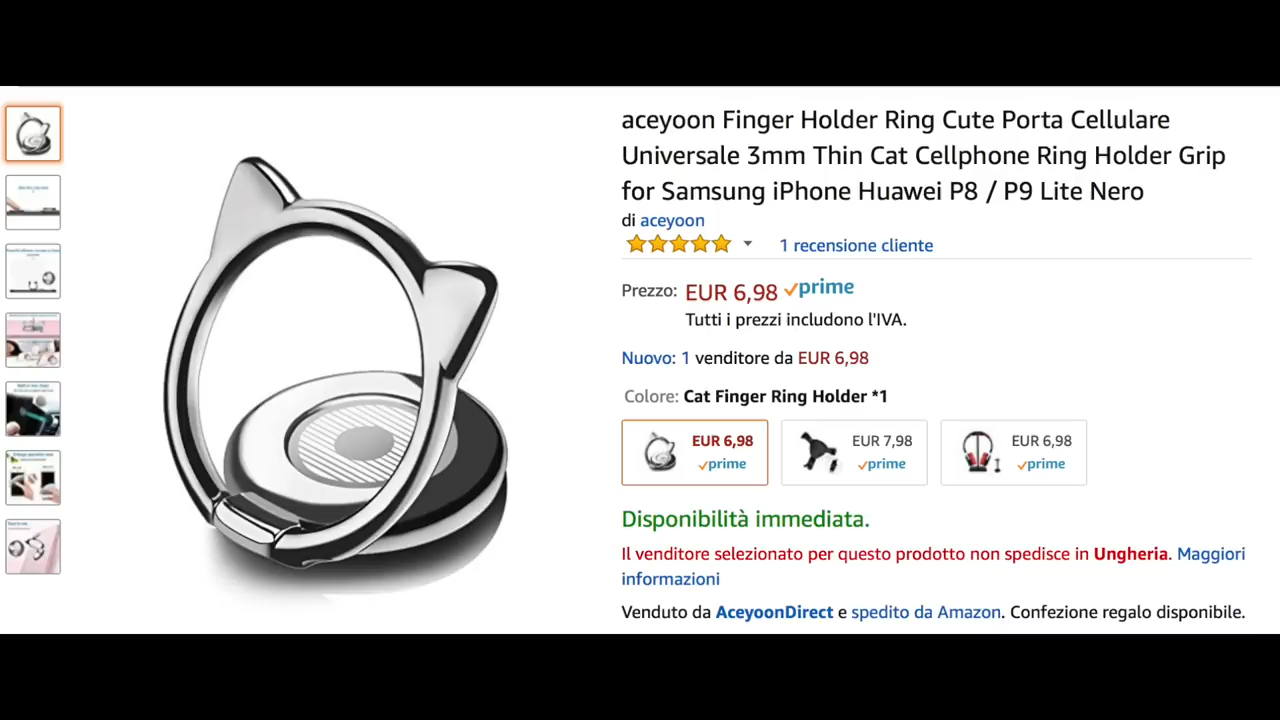 aceyoon Finger Holder Ring Cute Porta Cellulare
Universale 3mm Thin Cat Cellphone Ring Holder Grip
for Samsung iPhone Huawei P8 / P9 Lite Nero
di aceyoon
1 recensione cliente
Prezzo: EUR 6,98 prime
Tutti i prezzi includono l'IVA.
Nuovo: 1 venditore da EUR 6,98
Colore: Cat Finger Ring Holder *1
EUR 6,98 EUR 7,98 EUR 6,98
prime prime prime
Disponibilità immediata.
Il venditore selezionato per questo prodotto non spedisce in Ungheria. Maggiori
informazioni
Venduto da AceyoonDirect e spedito da Amazon. Confezione regalo disponibile.